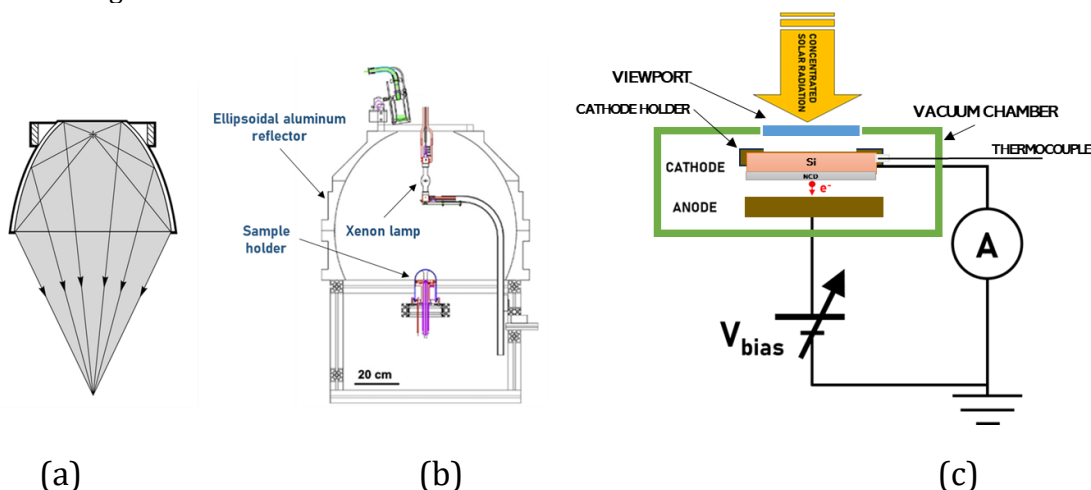 Ellipsoidal aluminum
reflector
Sample
holder
Xenon lamp
20 cm
(a)
(b)
CONCENTRATED
SOLAR RADIATION
VIEWPORT
CATHODE HOLDER
VACUUM CHAMBER
THERMOCOUPLE
CATHODE
Si
NCD
e⁻
ANODE
A
V_bias
(c)